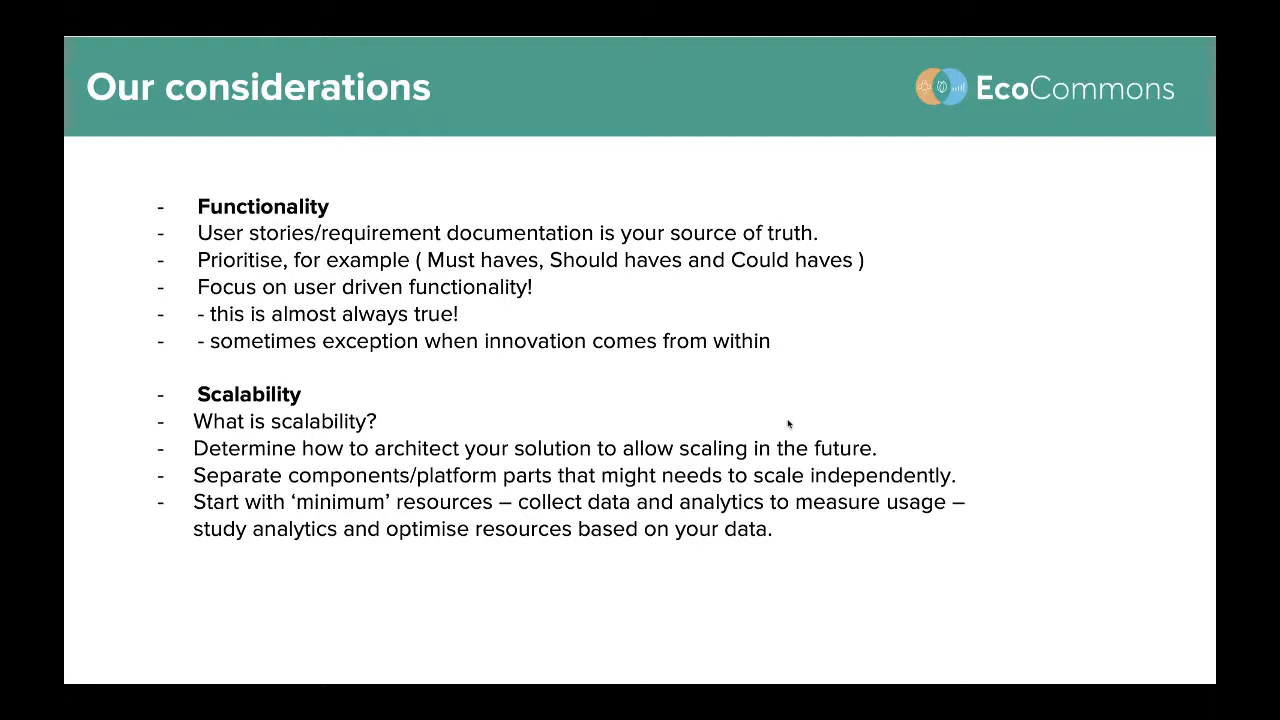 Our considerations
EcoCommons
- Functionality
- User stories/requirement documentation is your source of truth.
- Prioritise, for example ( Must haves, Should haves and Could haves )
- Focus on user driven functionality!
- - this is almost always true!
- - sometimes exception when innovation comes from within
- Scalability
- What is scalability?
- Determine how to architect your solution to allow scaling in the future.
- Separate components/platform parts that might needs to scale independently.
- Start with ‘minimum’ resources – collect data and analytics to measure usage –
study analytics and optimise resources based on your data.